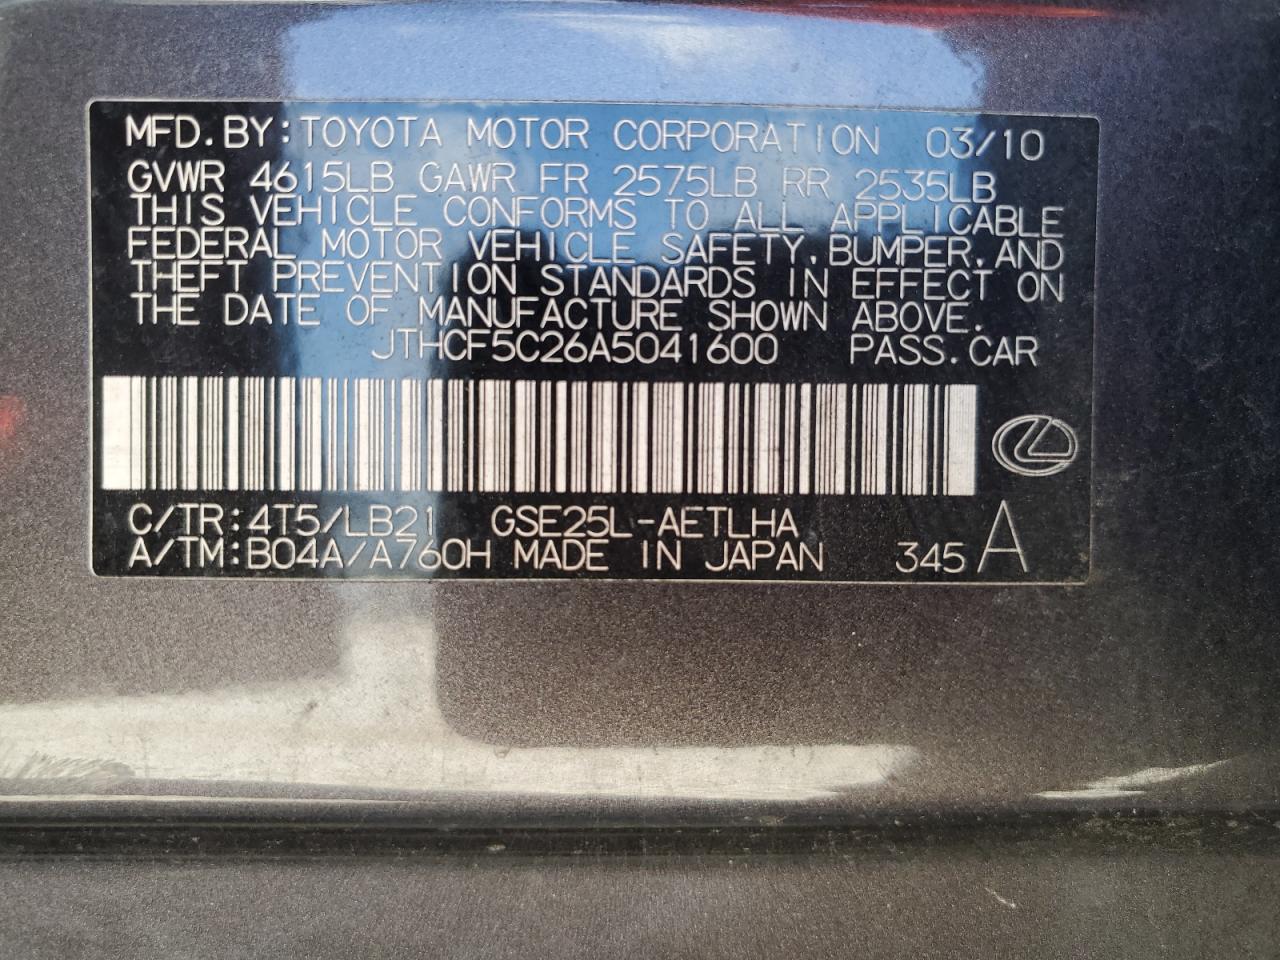 MFD.BY:TOYOTA MOTOR CORPORATION 03/10
GVWR 4615LB GAWR FR 2575LB RR 2535LB
THIS VEHICLE CONFORMS TO ALL APPLICABLE
FEDERAL MOTOR VEHICLE SAFETY,BUMPER,AND
THEFT PREVENTION STANDARDS IN EFFECT ON
THE DATE OF MANUFACTURE SHOWN ABOVE.
JTHCF5C26A5041600 PASS.CAR
C/TR:4T5/LB21 GSE25L-AETLHA
A/TM:B04A/A760H MADE IN JAPAN 345 A